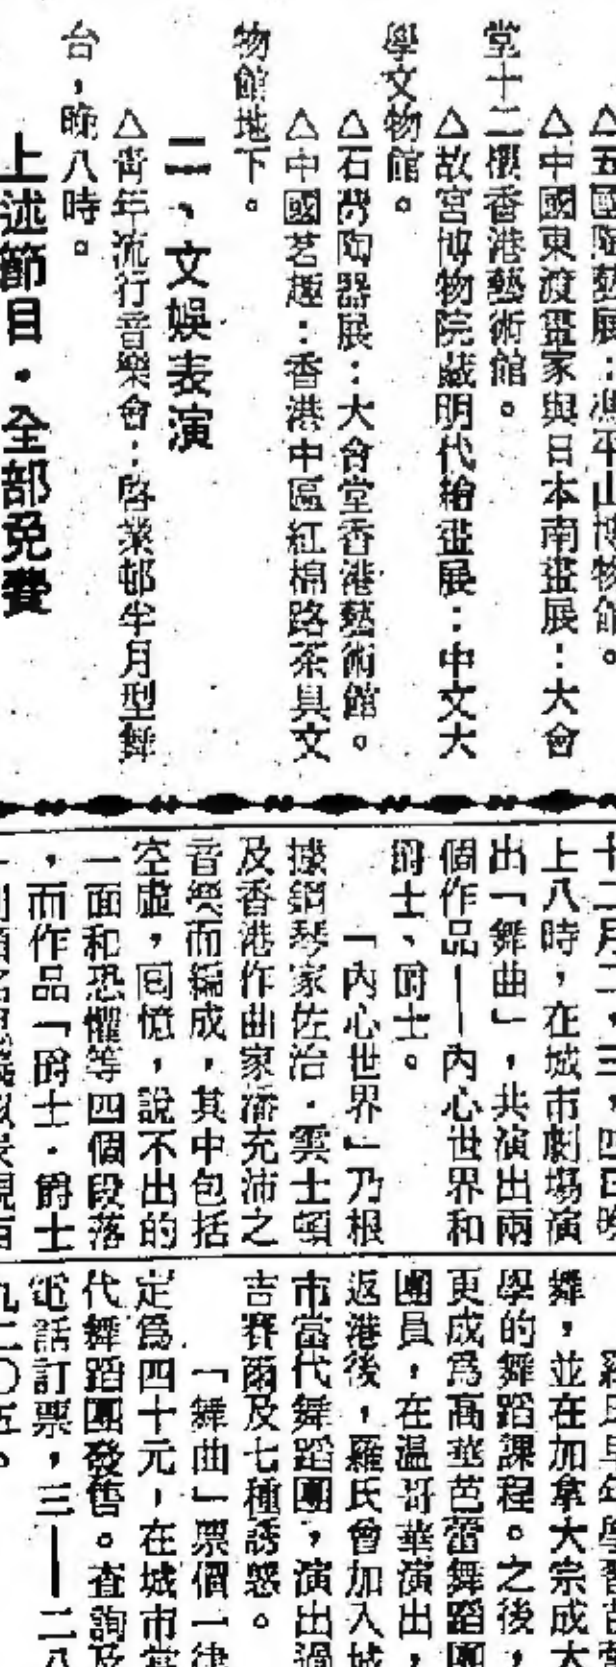 △五國陶藝展：馮平山博物館。
△中國東渡畫家與日本南畫展：大會
堂十二樓香港藝術館。
△故宮博物院藏明代繪畫展：中文大
學文物館。
△石灣陶器展：大會堂香港藝術館。
△中國茗趣：香港中區紅棉路茶具文
物館地下。
二、文娛表演
△青年流行音樂會：啓業邨半月型舞
台，晚八時。
上述節目・全部免費
十二月二，三，四日晚
上八時，在城市劇場演
出「舞曲」，共演出兩
個作品——內心世界和
爵士、爵士。
「內心世界」乃根
據鋼琴家佐治・雲士頓
及香港作曲家潘充沛之
音樂而編成，其中包括
空虛，回憶，說不出的
一面和恐懼等四個段落
，而作品「爵士・爵士
舞，並在加拿大宗成大
學的舞蹈課程。之後，
更成爲高華芭蕾舞蹈團
團員，在温哥華演出，
返港後，羅氏曾加入城
市當代舞蹈團，演出過
吉賽爾及七種誘惑。
「舞曲」票價一律
定爲四十元，在城市當
代舞蹈團發售。查詢及
電話訂票，三——二八
九二〇五。